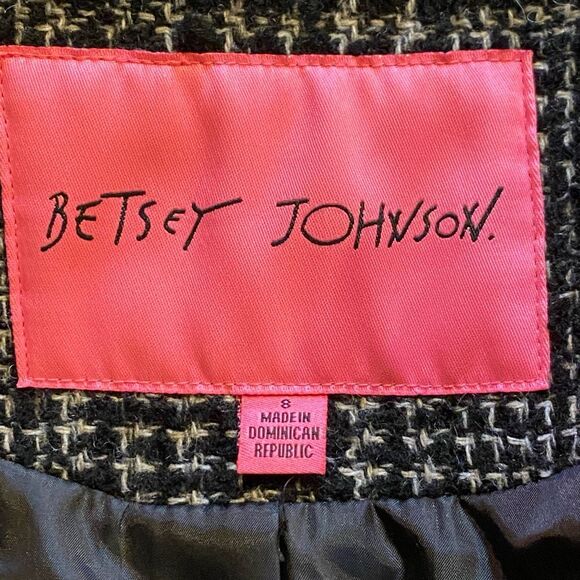 BETSEY JOHNSON.
8
MADE IN
DOMINICAN
REPUBLIC